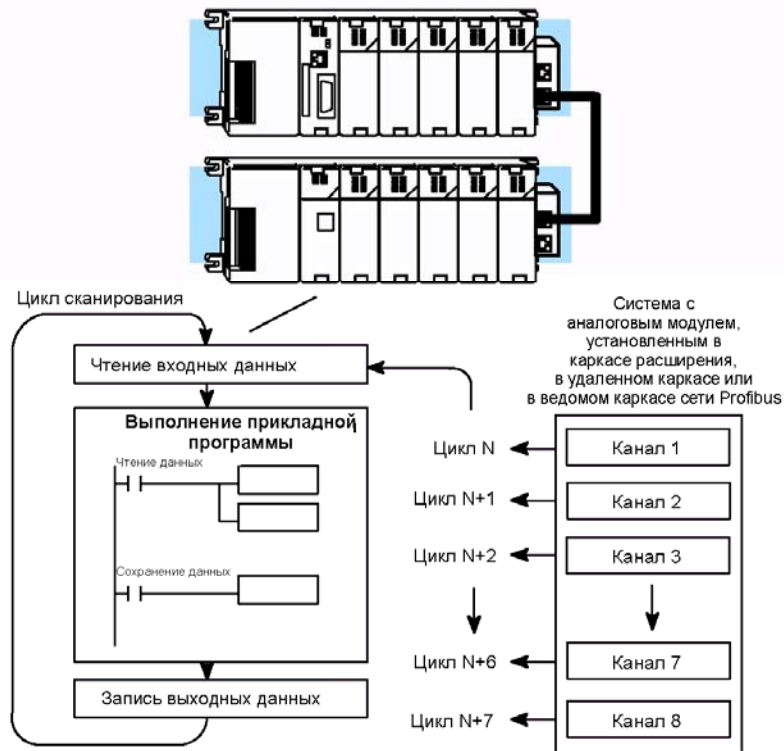 Цикл сканирования
Чтение входных данных
Выполнение прикладной
программы
Чтение данных
Сохранение данных
Запись выходных данных
Система с
аналоговым модулем,
установленным в
каркасе расширения,
в удаленном каркасе или
в ведомом каркасе сети Profibus
Цикл N
Канал 1
Цикл N+1
Канал 2
Цикл N+2
Канал 3
Цикл N+6
Канал 7
Цикл N+7
Канал 8